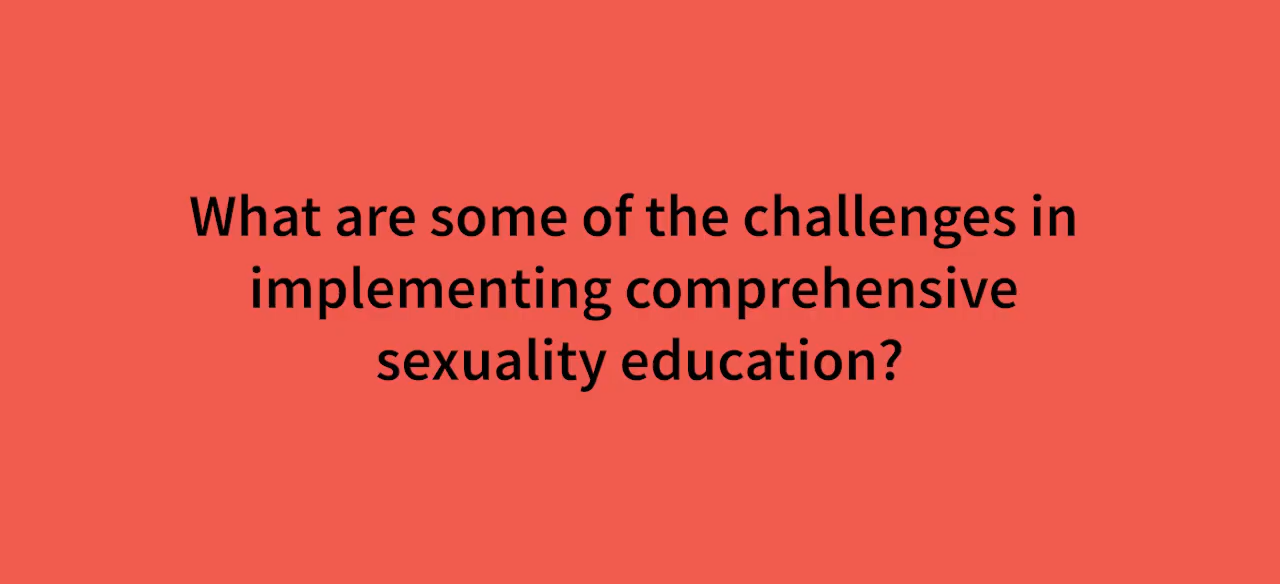 What are some of the challenges in
implementing comprehensive
sexuality education?